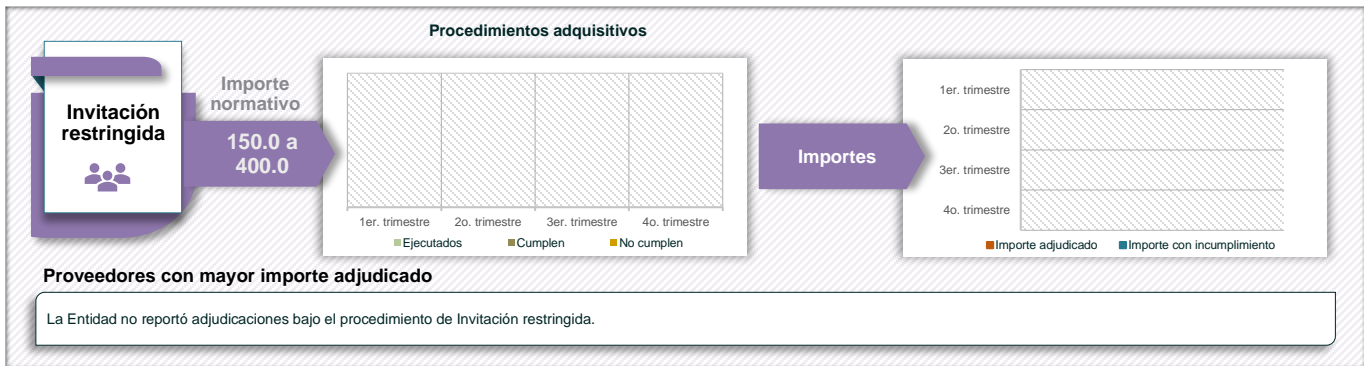 Procedimientos adquisitivos
Invitación
restringida
Importe
normativo
150.0 a
400.0
1er. trimestre 2o. trimestre 3er. trimestre 4o. trimestre
Ejecutados Cumplen No cumplen
Importes
1er. trimestre
2o. trimestre
3er. trimestre
4o. trimestre
Importe adjudicado Importe con incumplimiento
Proveedores con mayor importe adjudicado
La Entidad no reportó adjudicaciones bajo el procedimiento de Invitación restringida.